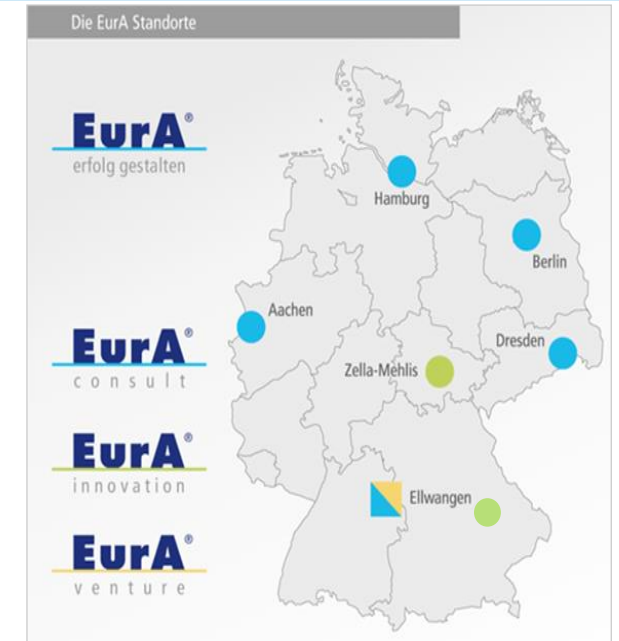 Die EurA Standorte
EurA®
erfolg gestalten
Hamburg
Berlin
Aachen
Dresden
EurA®
consult
Zella-Mehlis
EurA®
innovation
Ellwangen
EurA®
venture